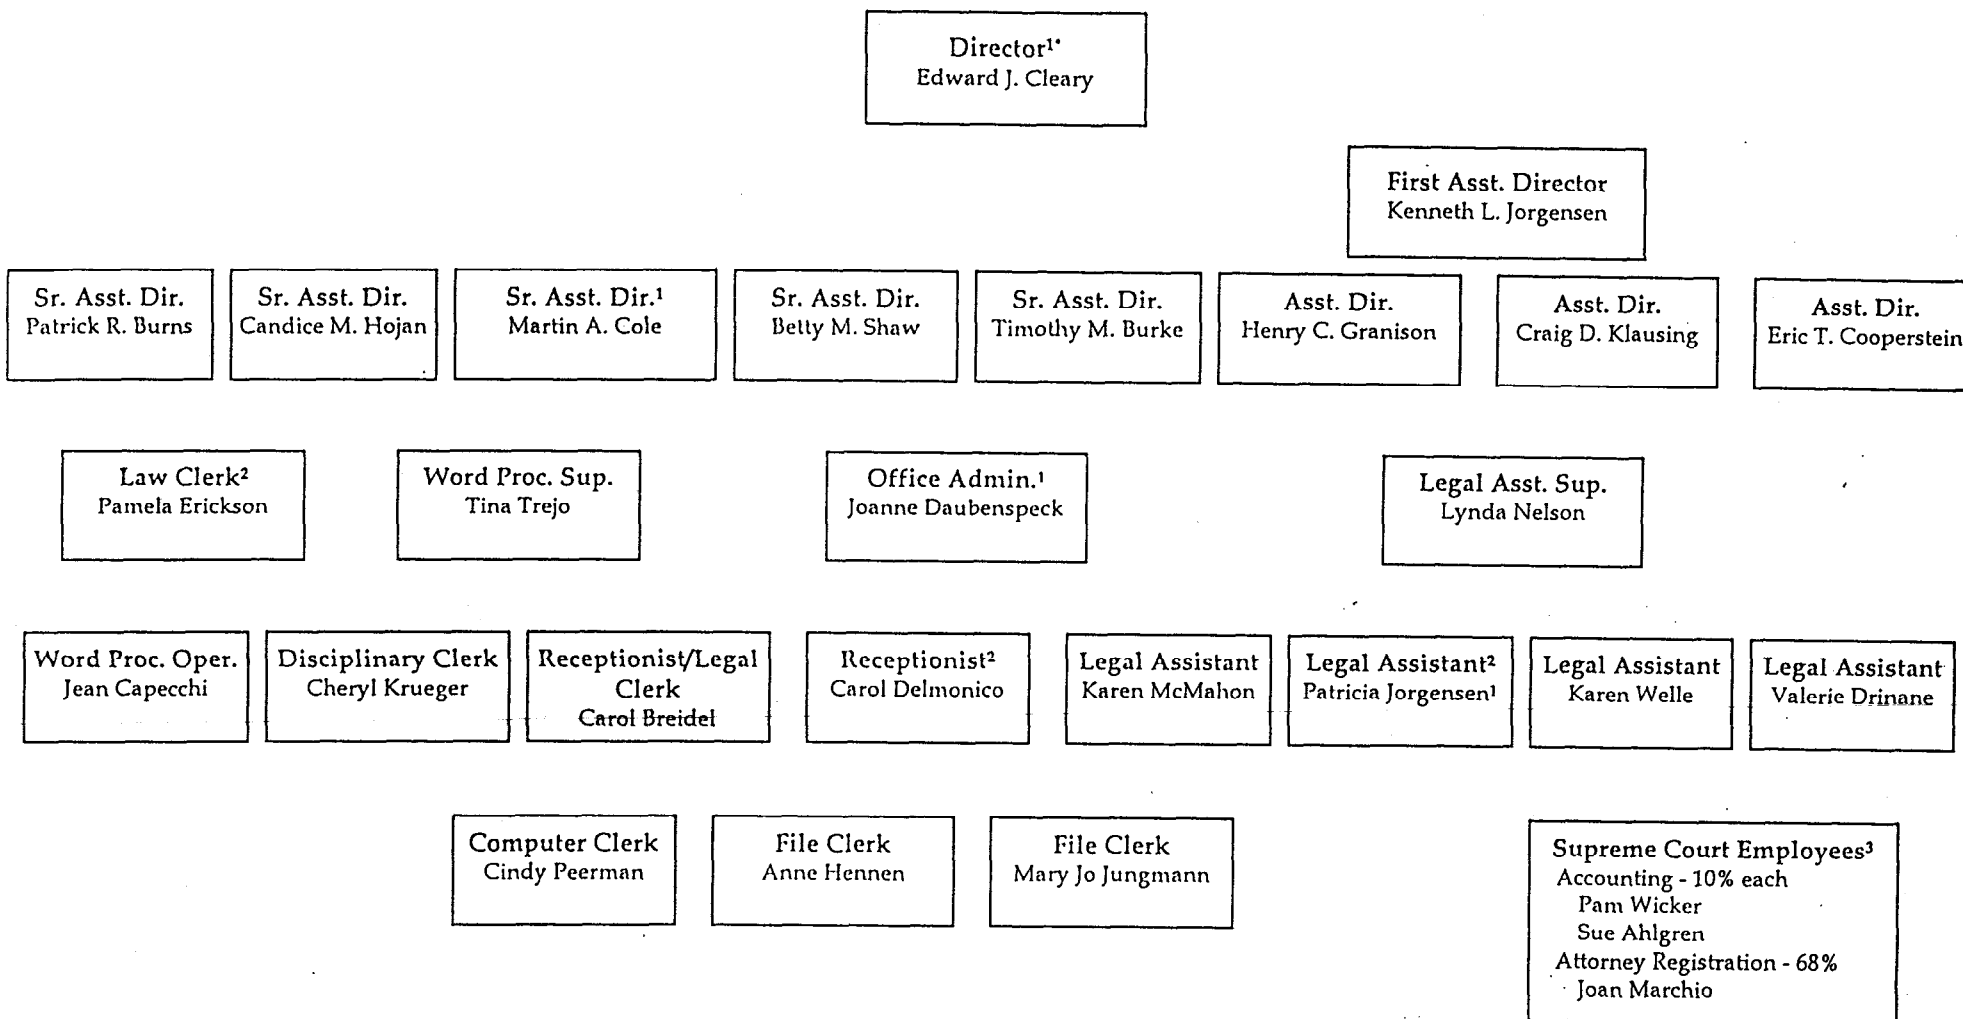 Director¹*
Edward J. Cleary
First Asst. Director
Kenneth L. Jorgensen
Sr. Asst. Dir.
Patrick R. Burns
Sr. Asst. Dir.
Candice M. Hojan
Sr. Asst. Dir.¹
Martin A. Cole
Sr. Asst. Dir.
Betty M. Shaw
Sr. Asst. Dir.
Timothy M. Burke
Asst. Dir.
Henry C. Granison
Asst. Dir.
Craig D. Klausing
Asst. Dir.
Eric T. Cooperstein
Law Clerk²
Pamela Erickson
Word Proc. Sup.
Tina Trejo
Office Admin.¹
Joanne Daubenspeck
Legal Asst. Sup.
Lynda Nelson
Word Proc. Oper.
Jean Capecchi
Disciplinary Clerk
Cheryl Krueger
Receptionist/Legal
Clerk
Carol Breidel
Receptionist²
Carol Delmonico
Legal Assistant
Karen McMahon
Legal Assistant²
Patricia Jorgensen¹
Legal Assistant
Karen Welle
Legal Assistant
Valerie Drinane
Computer Clerk
Cindy Peerman
File Clerk
Anne Hennen
File Clerk
Mary Jo Jungmann
Supreme Court Employees³
Accounting - 10% each
Pam Wicker
Sue Ahlgren
Attorney Registration - 68%
Joan Marchio